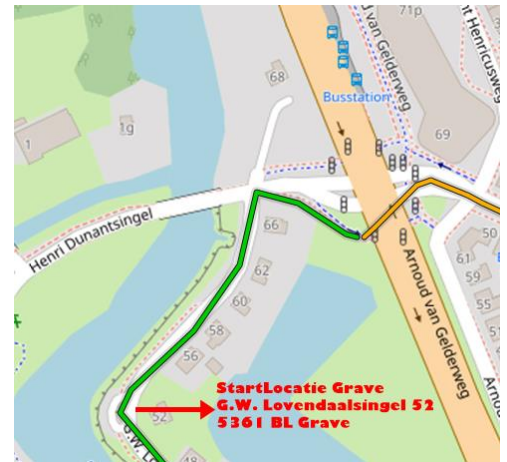 71p
Henricusweg
68
Busstation
Arnoud van Gelderweg
1g
1
69
66
Henri Dunantsingel
62
50
61
59
60
55
58
56
Arnoud van Gelderweg
StartLocatie Grave
G.W. Lovendaalsingel 52
5361 BL Grave
52
48
G.W. L